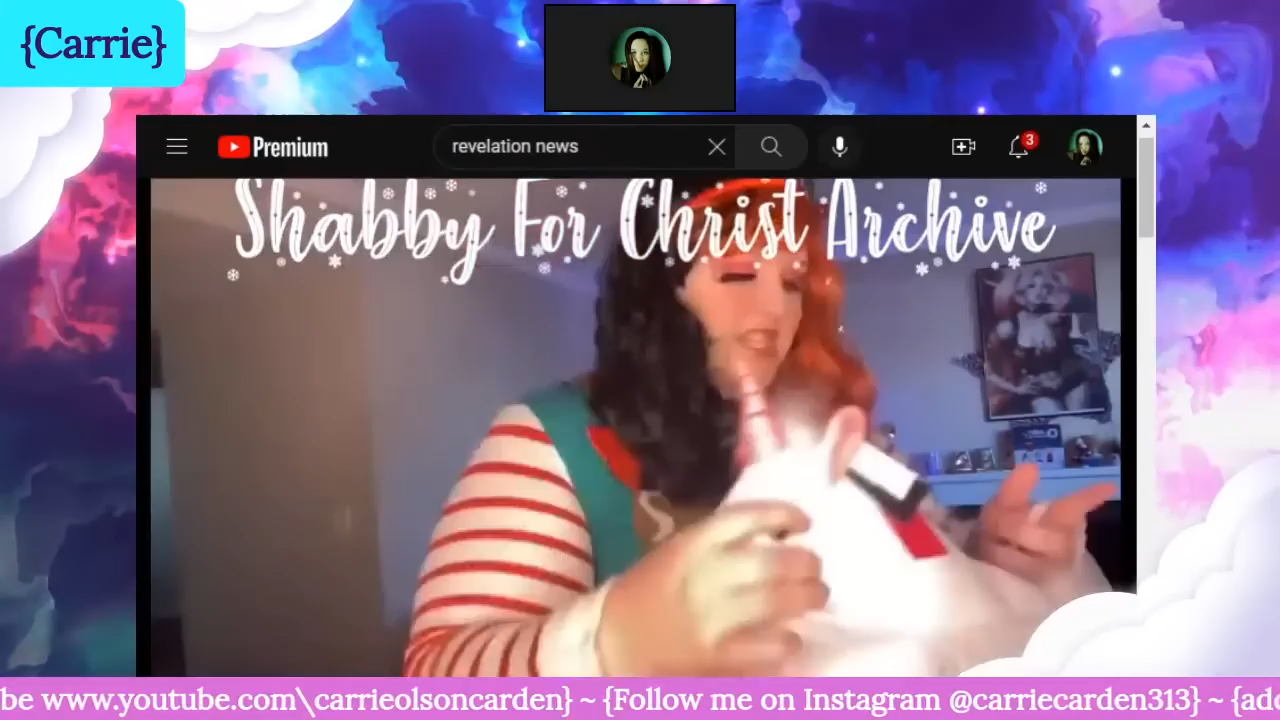 {Carrie}
Premium
revelation news
3
Shabby For Christ Archive
be www.youtube.com\carrieolsoncarden} ~ {Follow me on Instagram @carriecarden313} ~ {add